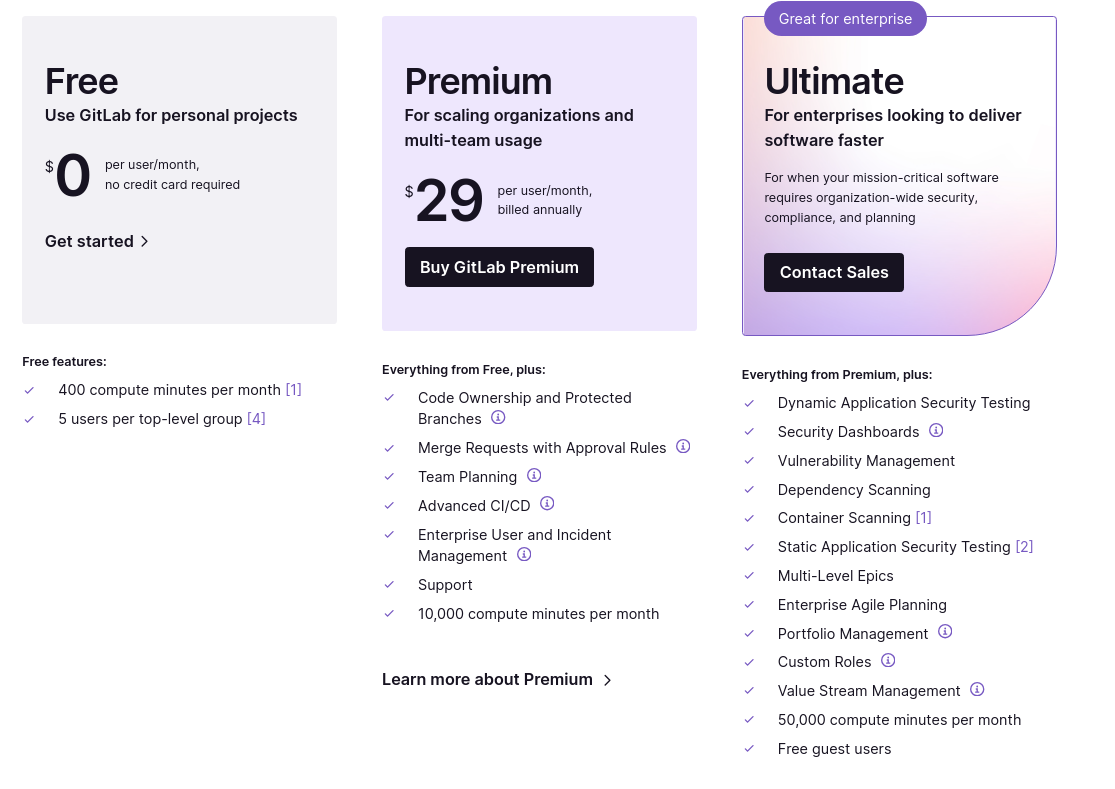 Free
Use GitLab for personal projects
$0 per user/month,
no credit card required
Get started
Free features:
400 compute minutes per month [1]
5 users per top-level group [4]
Premium
For scaling organizations and
multi-team usage
$29 per user/month,
billed annually
Buy GitLab Premium
Everything from Free, plus:
Code Ownership and Protected
Branches
Merge Requests with Approval Rules
Team Planning
Advanced CI/CD
Enterprise User and Incident
Management
Support
10,000 compute minutes per month
Learn more about Premium
Great for enterprise
Ultimate
For enterprises looking to deliver
software faster
For when your mission-critical software
requires organization-wide security,
compliance, and planning
Contact Sales
Everything from Premium, plus:
Dynamic Application Security Testing
Security Dashboards
Vulnerability Management
Dependency Scanning
Container Scanning [1]
Static Application Security Testing [2]
Multi-Level Epics
Enterprise Agile Planning
Portfolio Management
Custom Roles
Value Stream Management
50,000 compute minutes per month
Free guest users